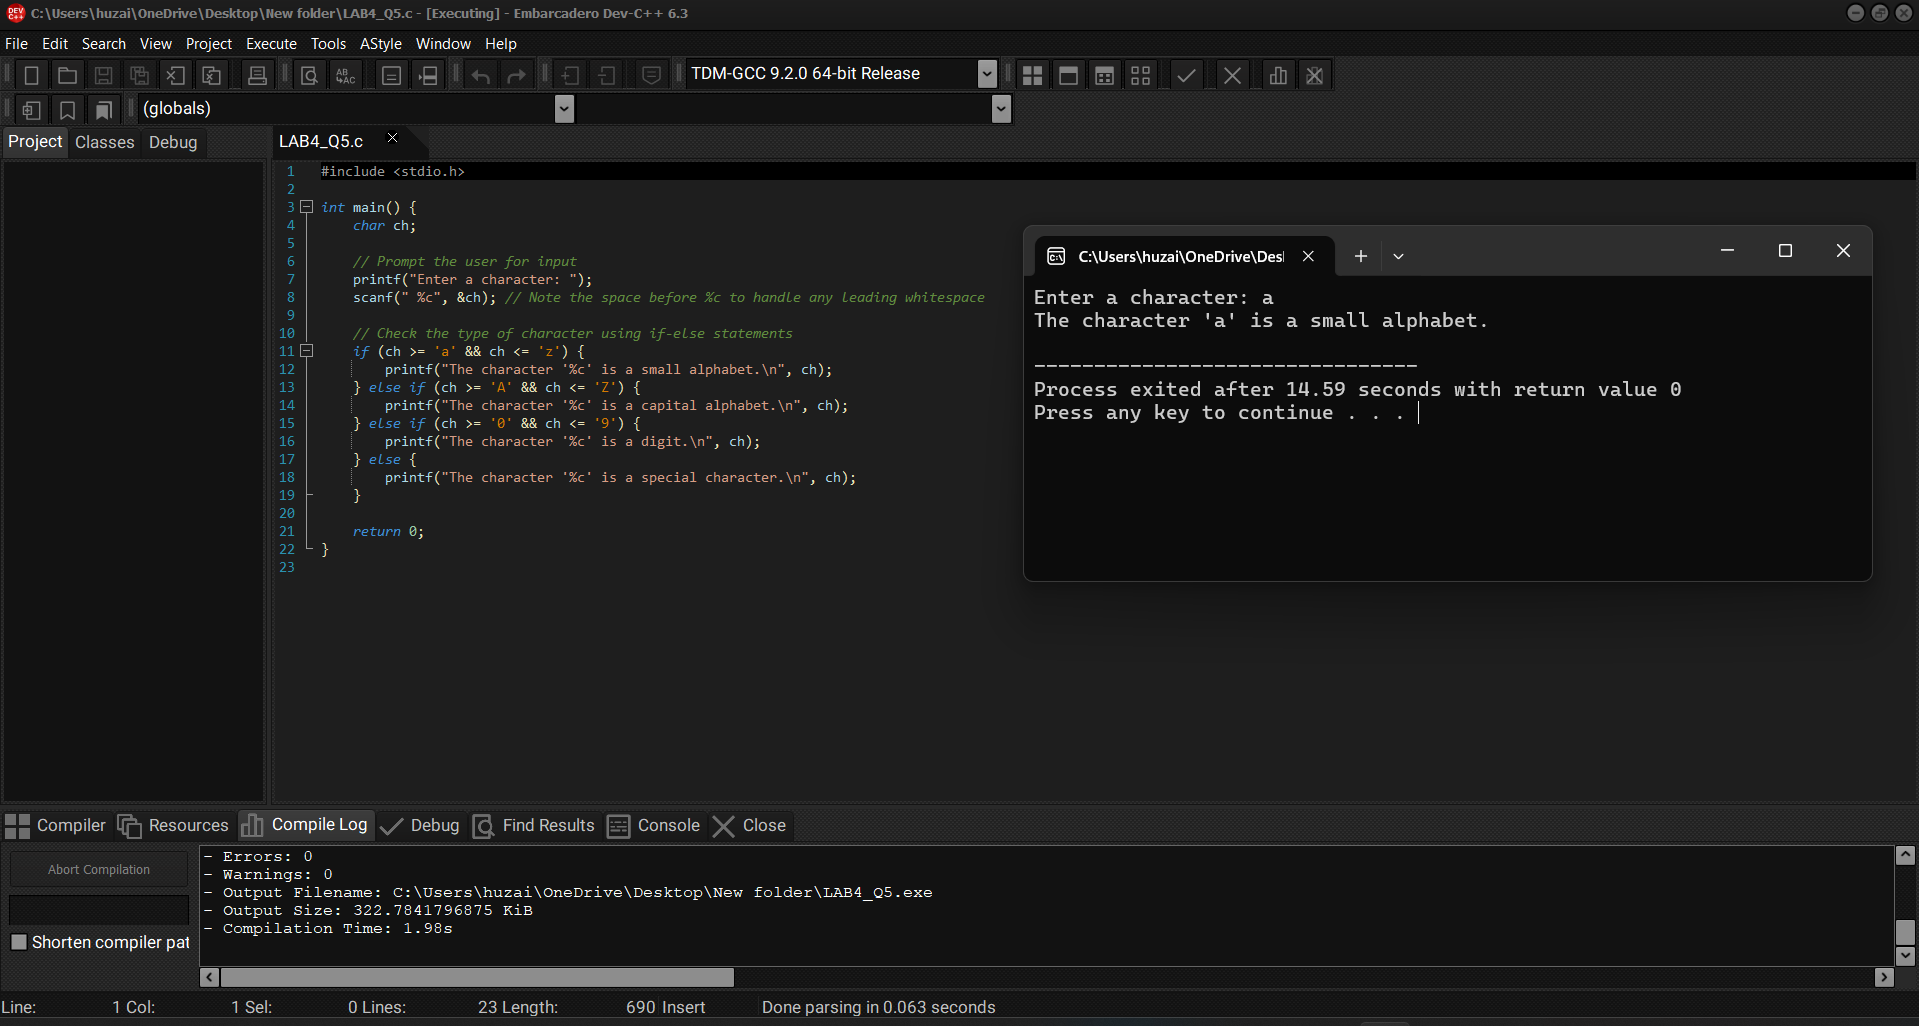 C:\Users\huzai\OneDrive\Desktop\New folder\LAB4_Q5.c - [Executing] - Embarcadero Dev-C++ 6.3
File Edit Search View Project Execute Tools AStyle Window Help
TDM-GCC 9.2.0 64-bit Release
(globals)
Project Classes Debug
LAB4_Q5.c
1 #include <stdio.h>
2
3 int main() {
4     char ch;
5
6     // Prompt the user for input
7     printf("Enter a character: ");
8     scanf(" %c", &ch); // Note the space before %c to handle any leading whitespace
9
10     // Check the type of character using if-else statements
11     if (ch >= 'a' && ch <= 'z') {
12         printf("The character '%c' is a small alphabet.\n", ch);
13     } else if (ch >= 'A' && ch <= 'Z') {
14         printf("The character '%c' is a capital alphabet.\n", ch);
15     } else if (ch >= '0' && ch <= '9') {
16         printf("The character '%c' is a digit.\n", ch);
17     } else {
18         printf("The character '%c' is a special character.\n", ch);
19     }
20
21     return 0;
22 }
23
C:\Users\huzai\OneDrive\Des
Enter a character: a
The character 'a' is a small alphabet.
--------------------------------
Process exited after 14.59 seconds with return value 0
Press any key to continue . . .
Compiler Resources Compile Log Debug Find Results Console Close
Abort Compilation
Shorten compiler pat
- Errors: 0
- Warnings: 0
- Output Filename: C:\Users\huzai\OneDrive\Desktop\New folder\LAB4_Q5.exe
- Output Size: 322.7841796875 KiB
- Compilation Time: 1.98s
Line: 1 Col: 1 Sel: 0 Lines: 23 Length: 690 Insert Done parsing in 0.063 seconds